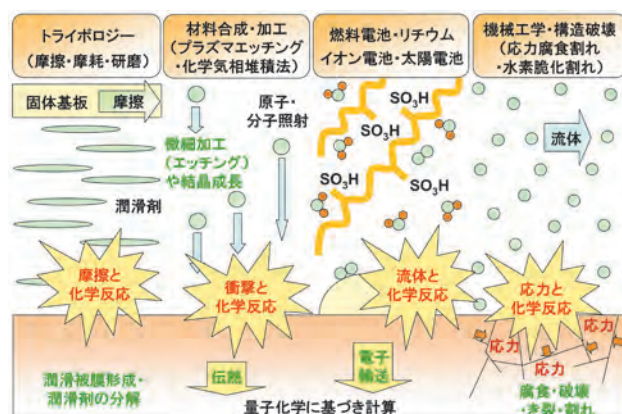 トライボロジー
(摩擦・摩耗・研磨)
材料合成・加工
(プラズマエッチング
・化学気相堆積法)
燃料電池・リチウム
イオン電池・太陽電池
機械工学・構造破壊
(応力腐食割れ・
水素脆化割れ)
固体基板
摩擦
潤滑剤
微細加工
(エッチング)
や結晶成長
原子・
分子照射
SO₃H
SO₃H
SO₃H
SO₃H
流体
摩擦と
化学反応
衝撃と
化学反応
流体と
化学反応
応力と
化学反応
潤滑被膜形成・
潤滑剤の分解
伝熱
電子
輸送
応力
応力
応力
腐食・破壊
・亀裂・割れ
量子化学に基づき計算